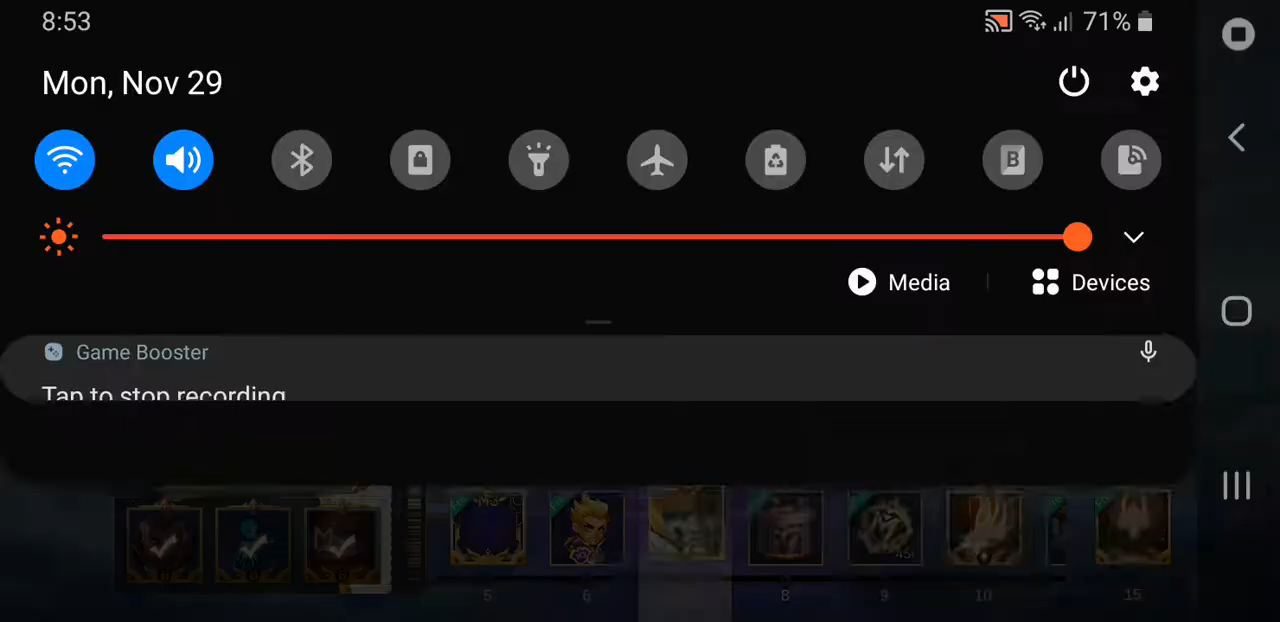 8:53
71%
Mon, Nov 29
B
Media
Devices
Game Booster
Tap to stop recording
M3
5
6
8
9
10
15